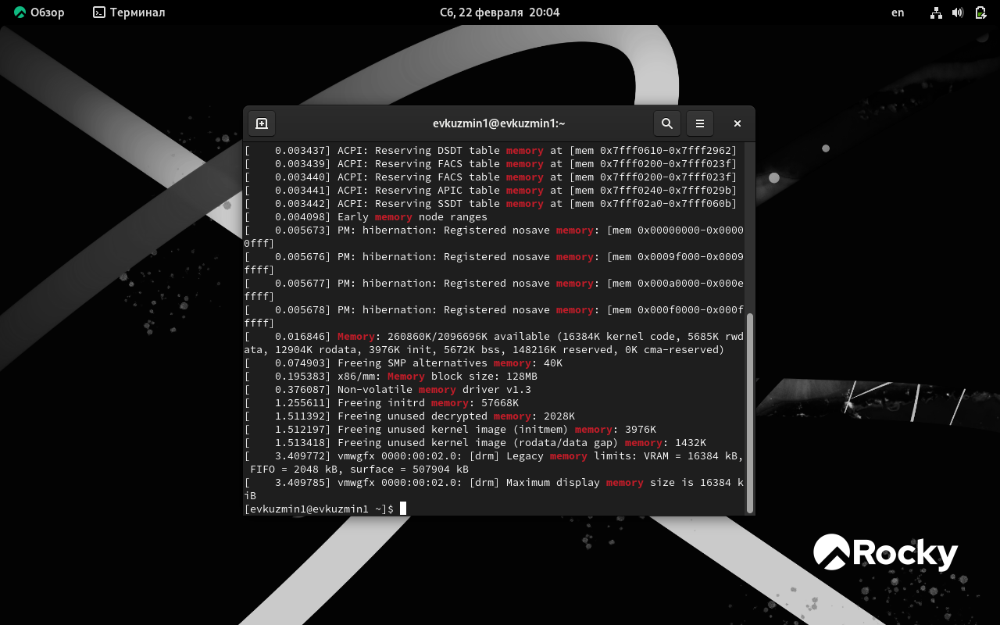 Обзор Терминал Сб, 22 февраля 20:04 en
evkuzmin1@evkuzmin1:~
[    0.003437] ACPI: Reserving DSDT table memory at [mem 0x7fff0610-0x7fff2962]
[    0.003439] ACPI: Reserving FACS table memory at [mem 0x7fff0200-0x7fff023f]
[    0.003440] ACPI: Reserving FACS table memory at [mem 0x7fff0200-0x7fff023f]
[    0.003441] ACPI: Reserving APIC table memory at [mem 0x7fff0240-0x7fff029b]
[    0.003442] ACPI: Reserving SSDT table memory at [mem 0x7fff02a0-0x7fff060b]
[    0.004098] Early memory node ranges
[    0.005673] PM: hibernation: Registered nosave memory: [mem 0x00000000-0x0000
0fff]
[    0.005676] PM: hibernation: Registered nosave memory: [mem 0x0009f000-0x0009
ffff]
[    0.005677] PM: hibernation: Registered nosave memory: [mem 0x000a0000-0x000e
ffff]
[    0.005678] PM: hibernation: Registered nosave memory: [mem 0x000f0000-0x000f
ffff]
[    0.016846] Memory: 260860K/2096696K available (16384K kernel code, 5685K rwd
ata, 12904K rodata, 3976K init, 5672K bss, 148216K reserved, 0K cma-reserved)
[    0.074903] Freeing SMP alternatives memory: 40K
[    0.195383] x86/mm: Memory block size: 128MB
[    0.376087] Non-volatile memory driver v1.3
[    1.255611] Freeing initrd memory: 57668K
[    1.511392] Freeing unused decrypted memory: 2028K
[    1.512197] Freeing unused kernel image (initmem) memory: 3976K
[    1.513418] Freeing unused kernel image (rodata/data gap) memory: 1432K
[    3.409772] vmwgfx 0000:00:02.0: [drm] Legacy memory limits: VRAM = 16384 kB,
 FIFO = 2048 kB, surface = 507904 kB
[    3.409785] vmwgfx 0000:00:02.0: [drm] Maximum display memory size is 16384 k
iB
[evkuzmin1@evkuzmin1 ~]$
Rocky